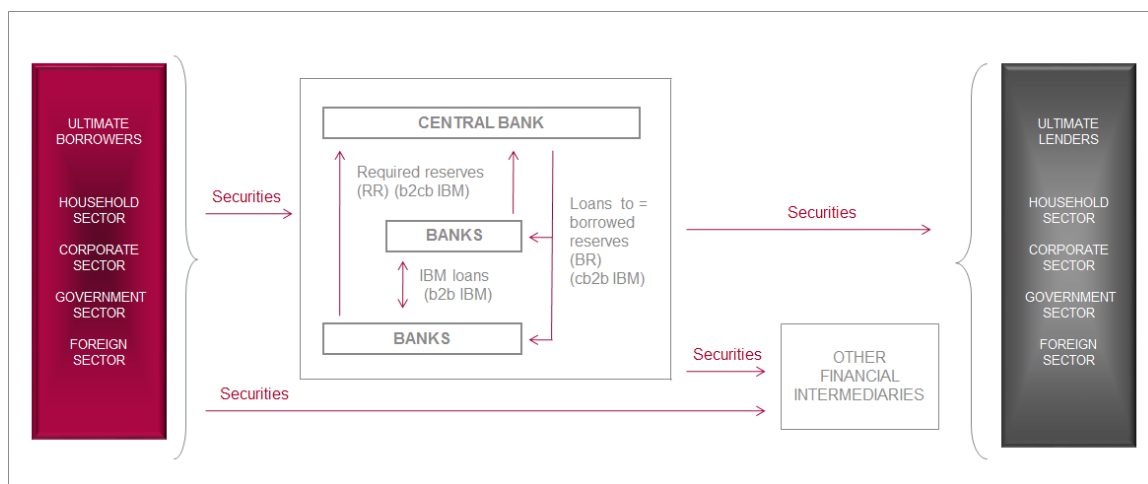 ULTIMATE
BORROWERS
HOUSEHOLD
SECTOR
CORPORATE
SECTOR
GOVERNMENT
SECTOR
FOREIGN
SECTOR
Securities
Securities
CENTRAL BANK
Required reserves
(RR) (b2cb IBM)
BANKS
IBM loans
(b2b IBM)
BANKS
Loans to =
borrowed
reserves
(BR)
(cb2b IBM)
Securities
Securities
OTHER
FINANCIAL
INTERMEDIARIES
ULTIMATE
LENDERS
HOUSEHOLD
SECTOR
CORPORATE
SECTOR
GOVERNMENT
SECTOR
FOREIGN
SECTOR